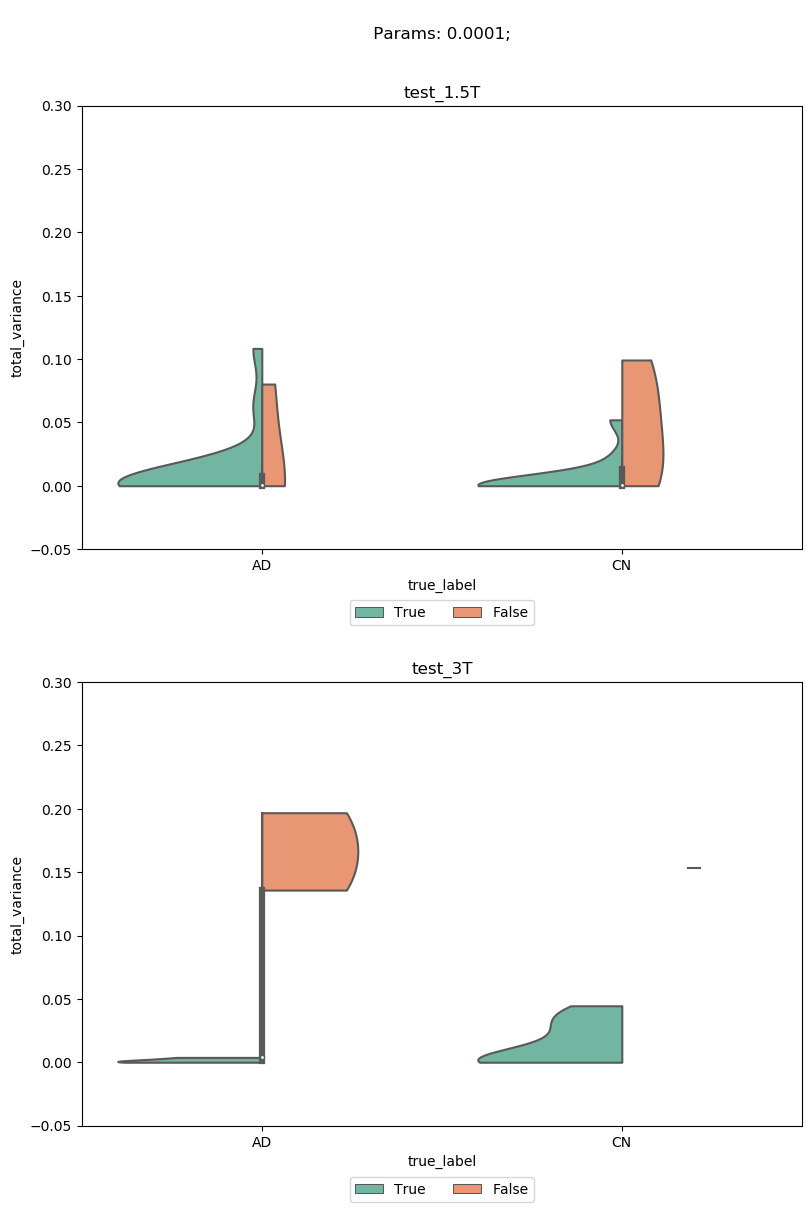 Params: 0.0001;
test_1.5T
0.30
0.25
0.20
0.15
0.10
0.05
0.00
−0.05
total_variance
AD CN
true_label
True False
test_3T
0.30
0.25
0.20
0.15
0.10
0.05
0.00
−0.05
total_variance
AD CN
true_label
True False